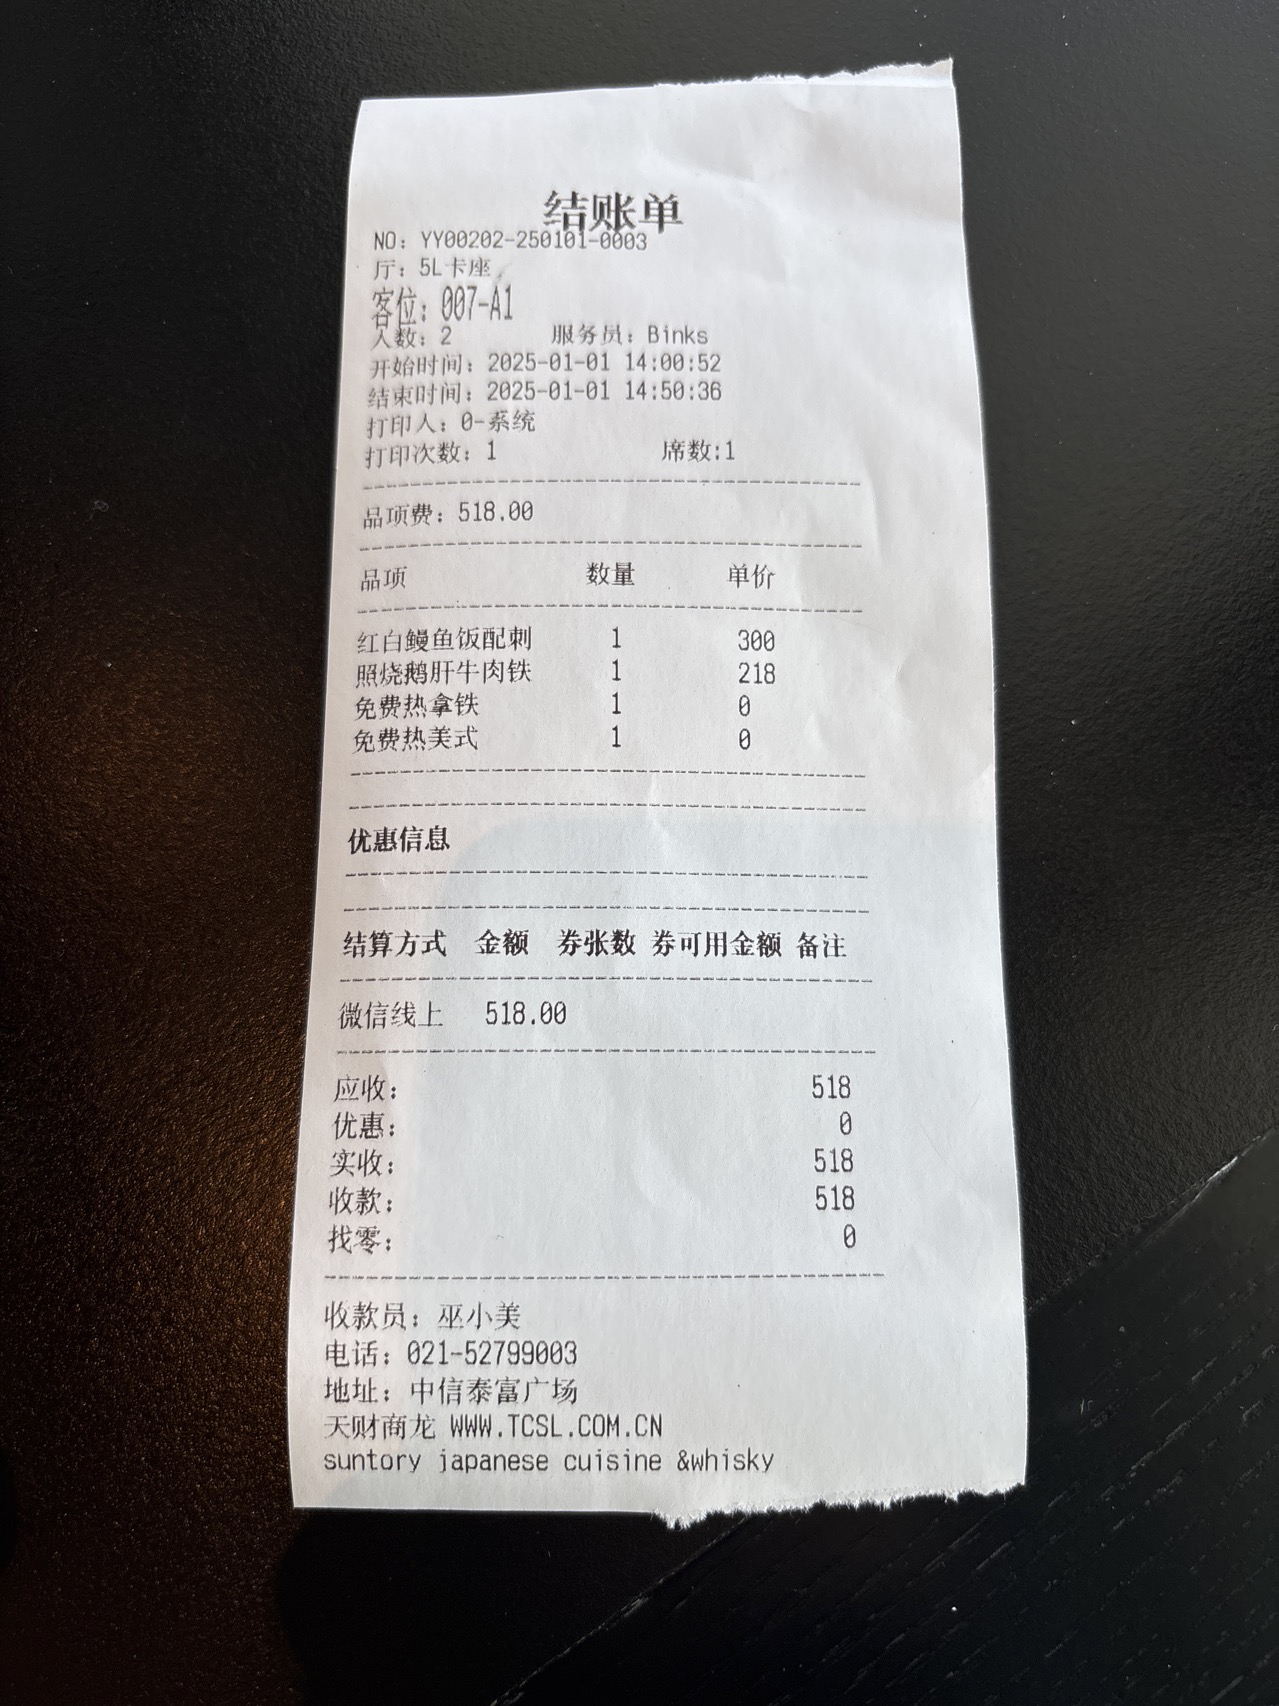 结账单
NO: YY00202-250101-0003
厅: 5L卡座
客位: 007-A1
人数: 2 服务员: Binks
开始时间: 2025-01-01 14:00:52
结束时间: 2025-01-01 14:50:36
打印人: 0-系统
打印次数: 1 席数:1
品项费: 518.00
品项 数量 单价
红白鳗鱼饭配刺 1 300
照烧鹅肝牛肉铁 1 218
免费热拿铁 1 0
免费热美式 1 0
优惠信息
结算方式 金额 券张数 券可用金额 备注
微信线上 518.00
应收: 518
优惠: 0
实收: 518
收款: 518
找零: 0
收款员: 巫小美
电话: 021-52799003
地址: 中信泰富广场
天财商龙 WWW.TCSL.COM.CN
suntory japanese cuisine &whisky